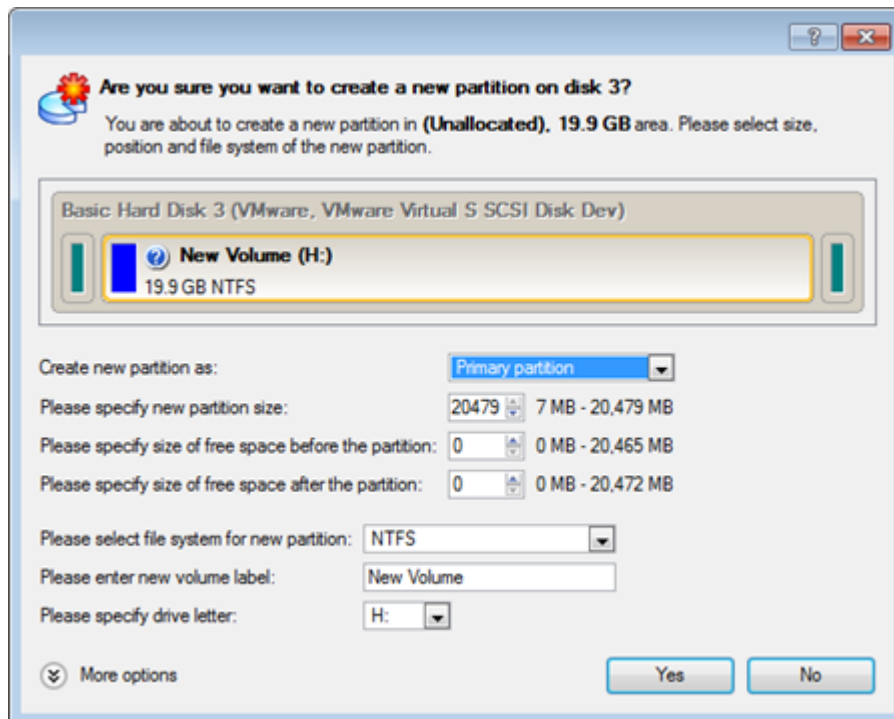 Are you sure you want to create a new partition on disk 3?
You are about to create a new partition in (Unallocated), 19.9 GB area. Please select size,
position and file system of the new partition.
Basic Hard Disk 3 (VMware, VMware Virtual S SCSI Disk Dev)
New Volume (H:)
19.9 GB NTFS
Create new partition as: Primary partition
Please specify new partition size: 20479 7 MB - 20,479 MB
Please specify size of free space before the partition: 0 0 MB - 20,465 MB
Please specify size of free space after the partition: 0 0 MB - 20,472 MB
Please select file system for new partition: NTFS
Please enter new volume label: New Volume
Please specify drive letter: H:
More options Yes No